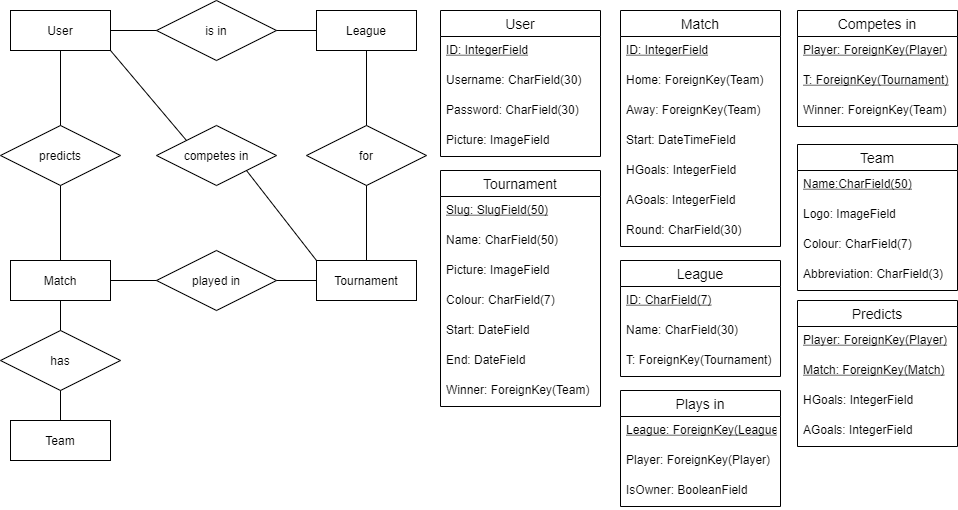 User
is in
League
predicts
competes in
for
Match
played in
Tournament
has
Team
User
ID: IntegerField
Username: CharField(30)
Password: CharField(30)
Picture: ImageField
Tournament
Slug: SlugField(50)
Name: CharField(50)
Picture: ImageField
Colour: CharField(7)
Start: DateField
End: DateField
Winner: ForeignKey(Team)
Match
ID: IntegerField
Home: ForeignKey(Team)
Away: ForeignKey(Team)
Start: DateTimeField
HGoals: IntegerField
AGoals: IntegerField
Round: CharField(30)
League
ID: CharField(7)
Name: CharField(30)
T: ForeignKey(Tournament)
Plays in
League: ForeignKey(League
Player: ForeignKey(Player)
IsOwner: BooleanField
Competes in
Player: ForeignKey(Player)
T: ForeignKey(Tournament)
Winner: ForeignKey(Team)
Team
Name:CharField(50)
Logo: ImageField
Colour: CharField(7)
Abbreviation: CharField(3)
Predicts
Player: ForeignKey(Player)
Match: ForeignKey(Match)
HGoals: IntegerField
AGoals: IntegerField